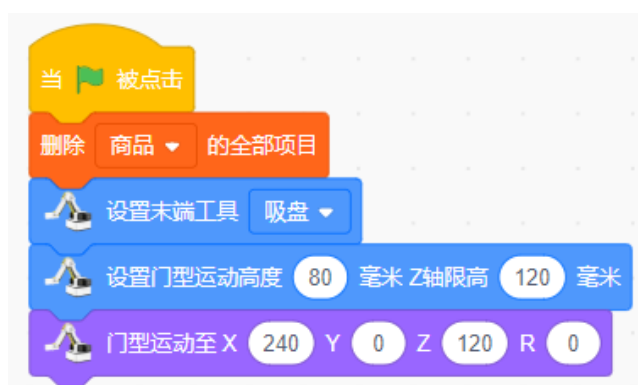 当 被点击
删除 商品 的全部项目
设置末端工具 吸盘
设置门型运动高度 80 毫米 Z轴限高 120 毫米
门型运动至 X 240 Y 0 Z 120 R 0